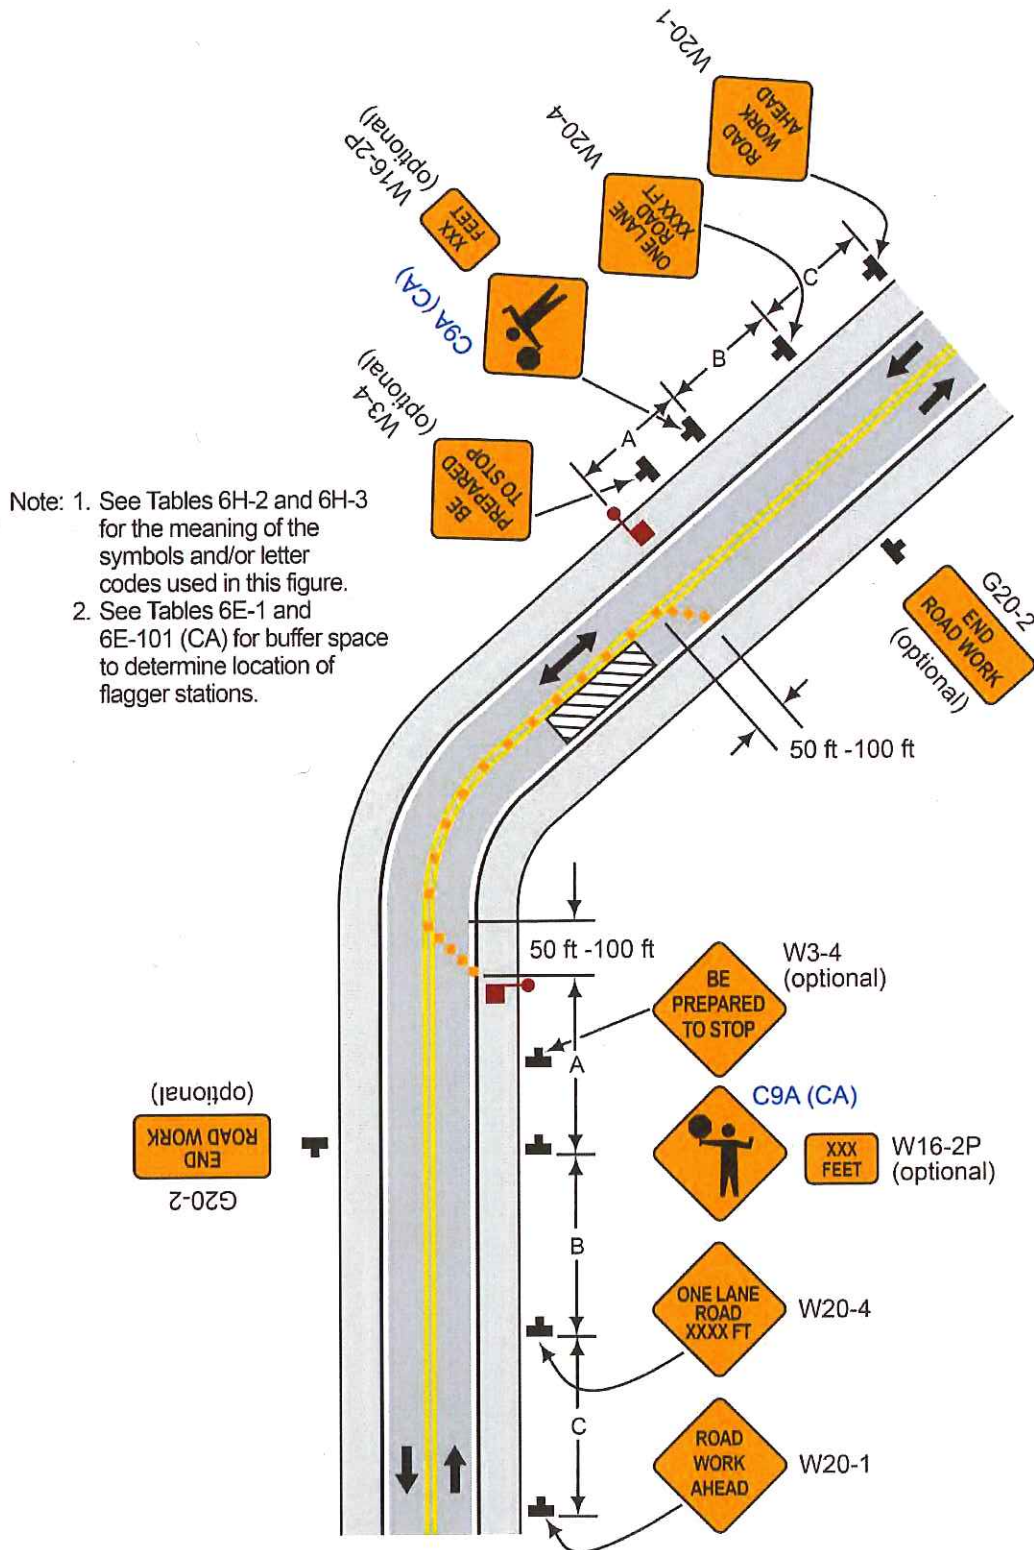 W20-1
ROAD
WORK
AHEAD
W20-4
ONE LANE
ROAD
XXXX FT
W16-2P
(optional)
XXX
FEET
C9A (CA)
W3-4
(optional)
BE
PREPARED
TO STOP
C
B
A
Note: 1. See Tables 6H-2 and 6H-3
for the meaning of the
symbols and/or letter
codes used in this figure.
2. See Tables 6E-1 and
6E-101 (CA) for buffer space
to determine location of
flagger stations.
G20-2
END
ROAD WORK
(optional)
50 ft -100 ft
50 ft -100 ft
A
B
C
BE
PREPARED
TO STOP
W3-4
(optional)
C9A (CA)
XXX
FEET
W16-2P
(optional)
G20-2
END
ROAD WORK
(optional)
ONE LANE
ROAD
XXXX FT
W20-4
ROAD
WORK
AHEAD
W20-1